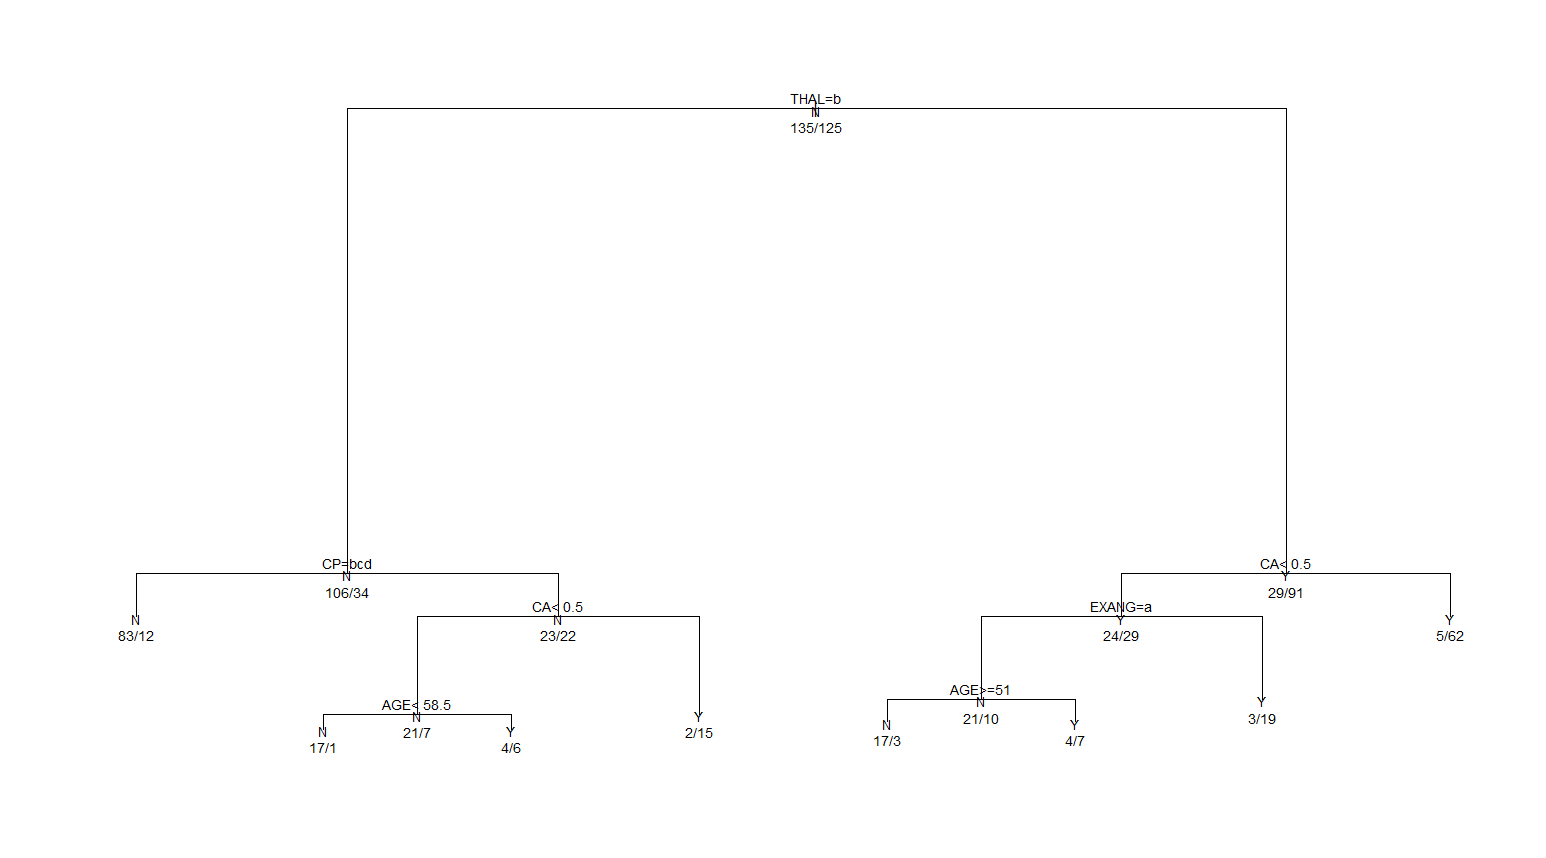 THAL=b
N
135/125
CP=bcd
N
106/34
CA< 0.5
Y
29/91
N
83/12
CA< 0.5
N
23/22
EXANG=a
Y
24/29
Y
5/62
AGE< 58.5
N
21/7
Y
2/15
AGE>=51
N
21/10
Y
3/19
N
17/1
Y
4/6
N
17/3
Y
4/7